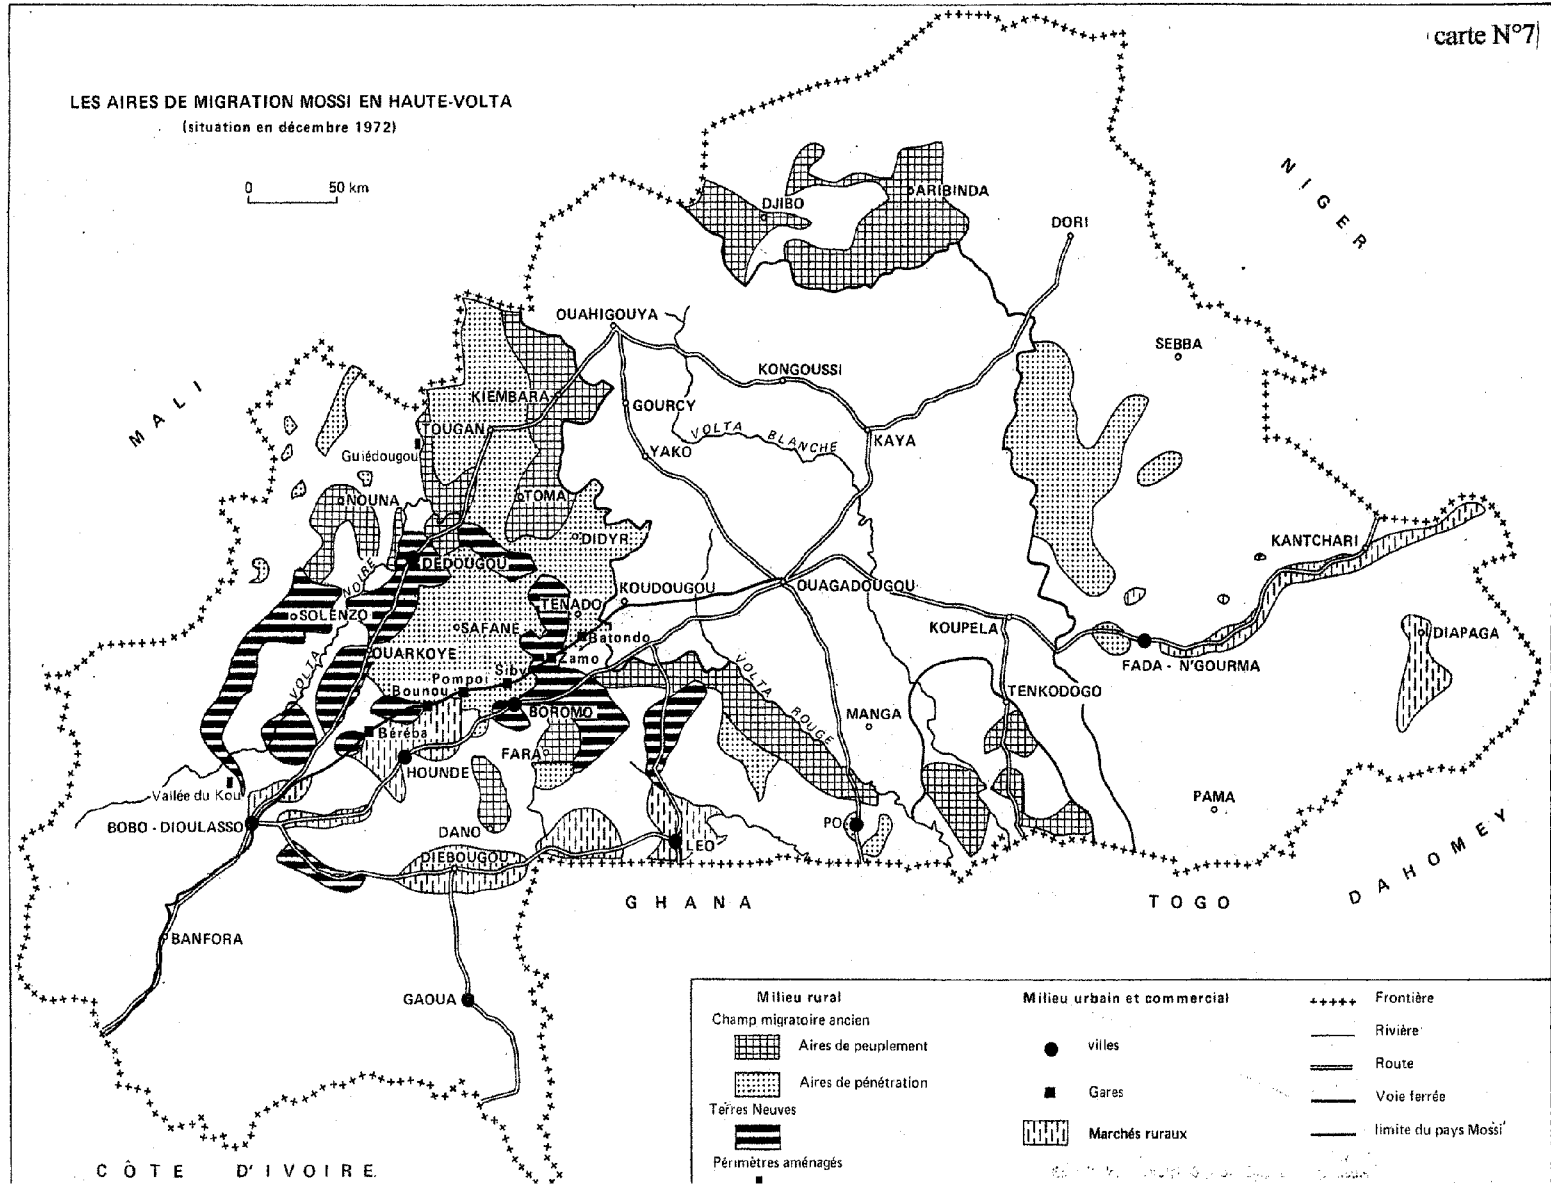 carte N°7
LES AIRES DE MIGRATION MOSSI EN HAUTE-VOLTA
(situation en décembre 1972)
0 50 km
NIGER
MALI
ARIBINDA
DJIBO
DORI
OUAHIGOUYA
SEBBA
KONGOUSSI
KIEMBARA
GOURCY
TOUGAN
VOLTA BLANCHE
KAYA
Guiédougou
YAKO
NOUNA
TOMA
DIDYR
KANTCHARI
DEDOUGOU
VOLTA NOIRE
KOUDOUGOU
OUAGADOUGOU
TENADO
SOLENZO
SAFANE
Batondo
KOUPELA
DIAPAGA
OUARKOYE
Zamo
FADA - N'GOURMA
Siby
Pompoi
VOLTA ROUGE
Bounou
TENKODOGO
BOROMO
MANGA
Béréba
FARA
HOUNDE
Vallée du Kou
PAMA
BOBO - DIOULASSO
DANO
PO
LEO
DIEBOUGOU
GHANA
TOGO
DAHOMEY
BANFORA
GAOUA
CÔTE D'IVOIRE
Milieu rural
Champ migratoire ancien
Aires de peuplement
Aires de pénétration
Terres Neuves
Périmètres aménagés
Milieu urbain et commercial
villes
Gares
Marchés ruraux
Frontière
Rivière
Route
Voie ferrée
limite du pays Mossi